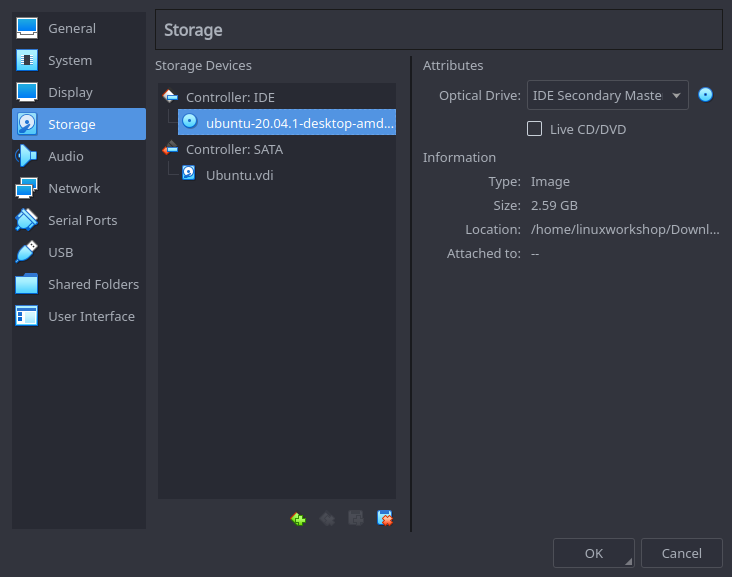 General
System
Display
Storage
Audio
Network
Serial Ports
USB
Shared Folders
User Interface
Storage
Storage Devices
Controller: IDE
ubuntu-20.04.1-desktop-amd...
Controller: SATA
Ubuntu.vdi
Attributes
Optical Drive: IDE Secondary Maste
Live CD/DVD
Information
Type: Image
Size: 2.59 GB
Location: /home/linuxworkshop/Downl...
Attached to: --
OK
Cancel